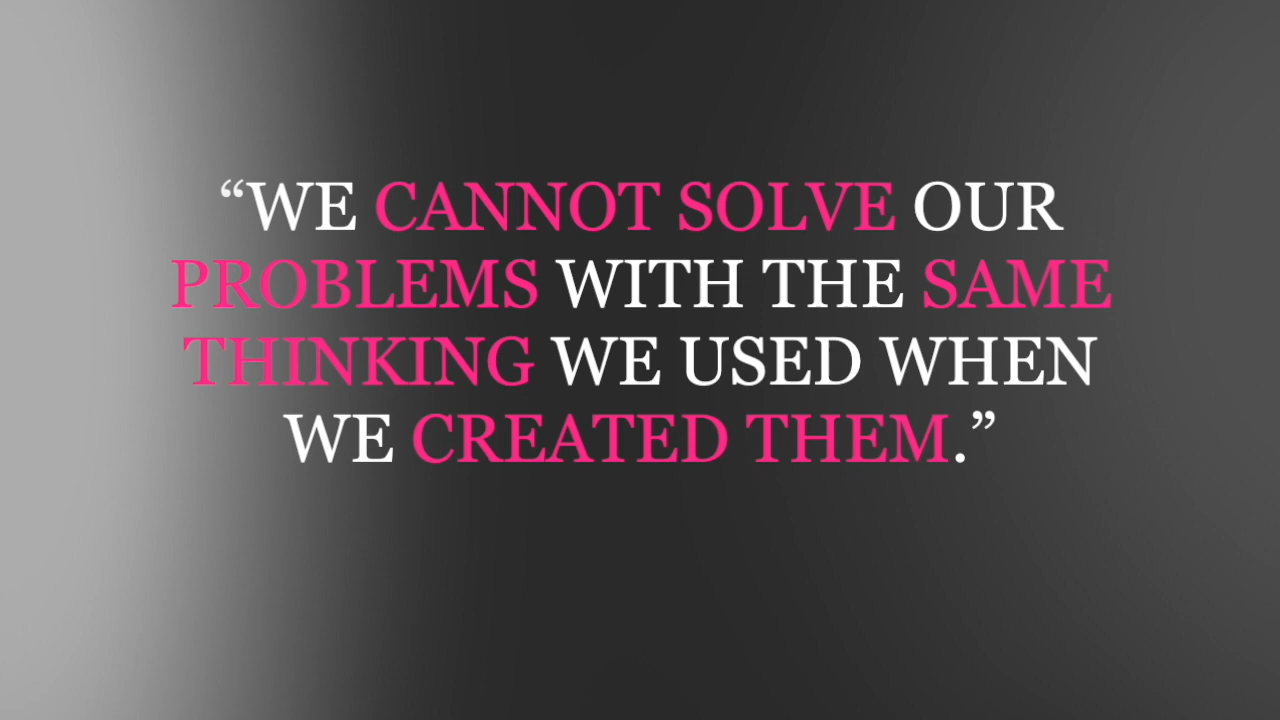 “WE CANNOT SOLVE OUR
PROBLEMS WITH THE SAME
THINKING WE USED WHEN
WE CREATED THEM.”